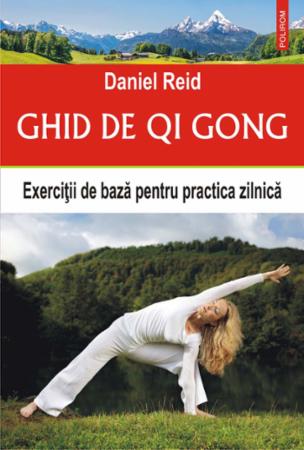 POLIROM
Daniel Reid
GHID DE QI GONG
Exerciţii de bază pentru practica zilnică